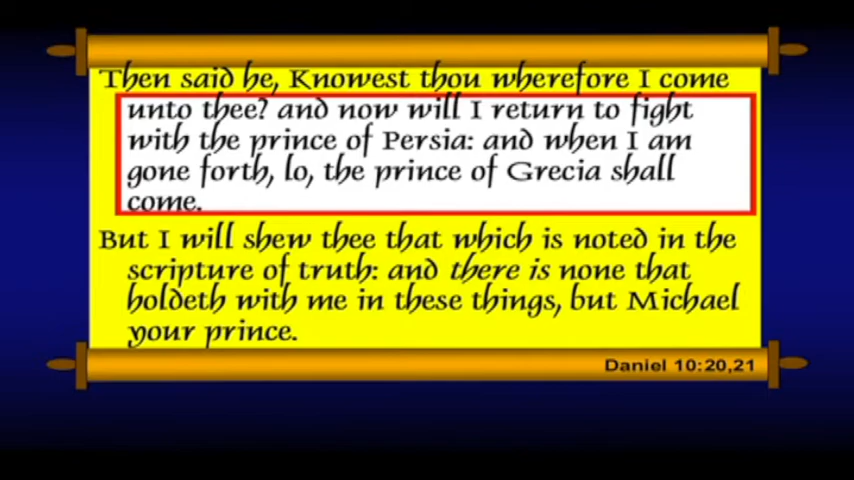 Then said he, Knowest thou wherefore I come
unto thee? and now will I return to fight
with the prince of Persia: and when I am
gone forth, lo, the prince of Grecia shall
come.
But I will shew thee that which is noted in the
scripture of truth: and there is none that
holdeth with me in these things, but Michael
your prince.
Daniel 10:20,21